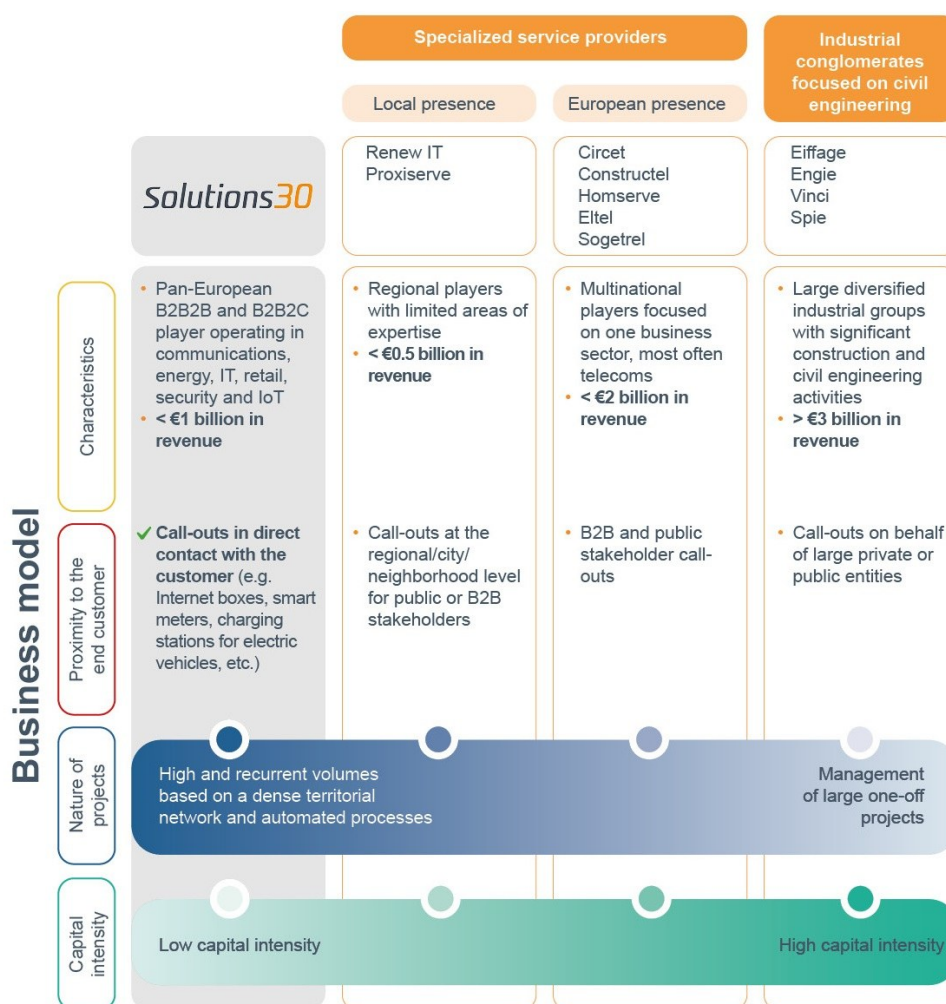 Specialized service providers
Industrial
conglomerates
focused on civil
engineering
Local presence
European presence
Solutions30
Renew IT
Proxiserve
Circet
Constructel
Homserve
Eltel
Sogetrel
Eiffage
Engie
Vinci
Spie
Business model
Characteristics
• Pan-European
B2B2B and B2B2C
player operating in
communications,
energy, IT, retail,
security and IoT
• < €1 billion in
revenue
• Regional players
with limited areas of
expertise
• < €0.5 billion in
revenue
• Multinational
players focused
on one business
sector, most often
telecoms
• < €2 billion in
revenue
• Large diversified
industrial groups
with significant
construction and
civil engineering
activities
• > €3 billion in
revenue
Proximity to the
end customer
✓ Call-outs in direct
contact with the
customer (e.g.
Internet boxes, smart
meters, charging
stations for electric
vehicles, etc.)
• Call-outs at the
regional/city/
neighborhood level
for public or B2B
stakeholders
• B2B and public
stakeholder call-
outs
• Call-outs on behalf
of large private or
public entities
Nature of
projects
High and recurrent volumes
based on a dense territorial
network and automated processes
Management
of large one-off
projects
Capital
intensity
Low capital intensity
High capital intensity